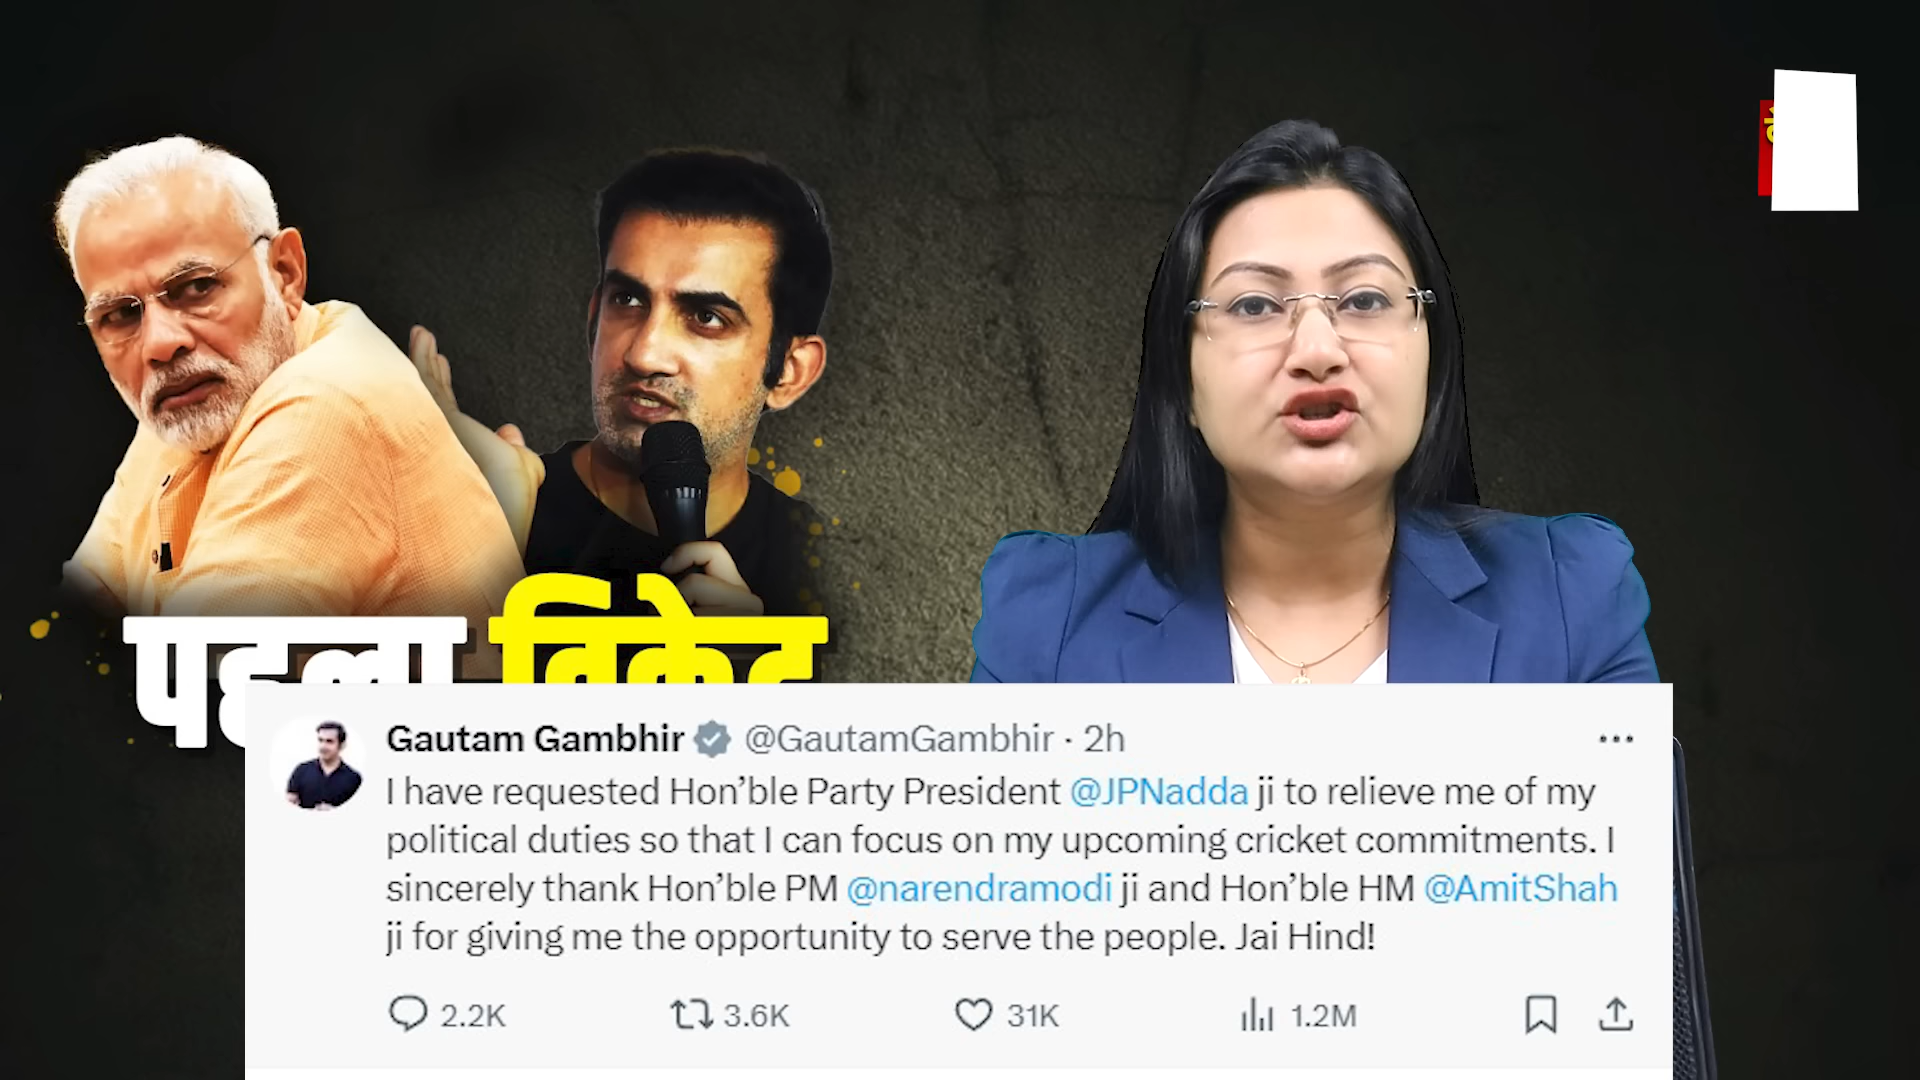 पहला विकेट
Gautam Gambhir @GautamGambhir · 2h
I have requested Hon’ble Party President @JPNadda ji to relieve me of my
political duties so that I can focus on my upcoming cricket commitments. I
sincerely thank Hon’ble PM @narendramodi ji and Hon’ble HM @AmitShah
ji for giving me the opportunity to serve the people. Jai Hind!
2.2K 3.6K 31K 1.2M